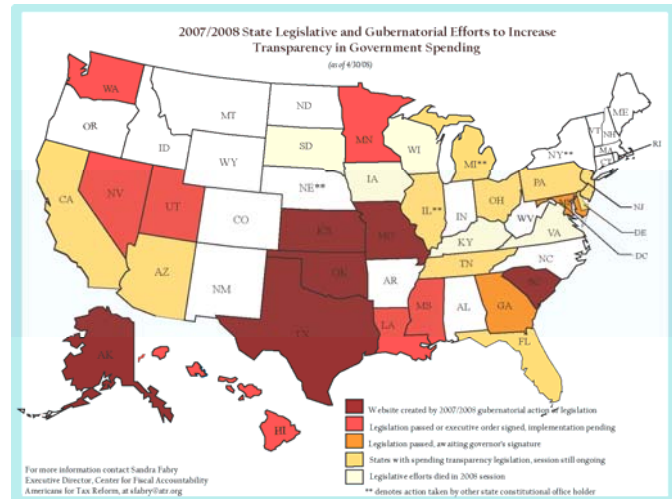 2007/2008 State Legislative and Gubernatorial Efforts to Increase
Transparency in Government Spending
(as of 4/30/08)
WA
OR
ID
MT
ND
MN
SD
WI
MI**
WY
NE**
IA
NV
UT
CO
CA
AZ
NM
KS
MO
OK
TX
AR
LA
MS
AL
GA
SC
FL
TN
KY
IL**
IN
OH
WV
VA
NC
PA
NY**
VT
NH
ME
MA
CT
RI
NJ
DE
DC
AK
HI
Website created by 2007/2008 gubernatorial action or legislation
Legislation passed or executive order signed, implementation pending
Legislation passed, awaiting governor's signature
States with spending transparency legislation, session still ongoing
Legislative efforts died in 2008 session
** denotes action taken by other state constitutional office holder
For more information contact Sandra Fabry
Executive Director, Center for Fiscal Accountability
Americans for Tax Reform, at sfabry@atr.org